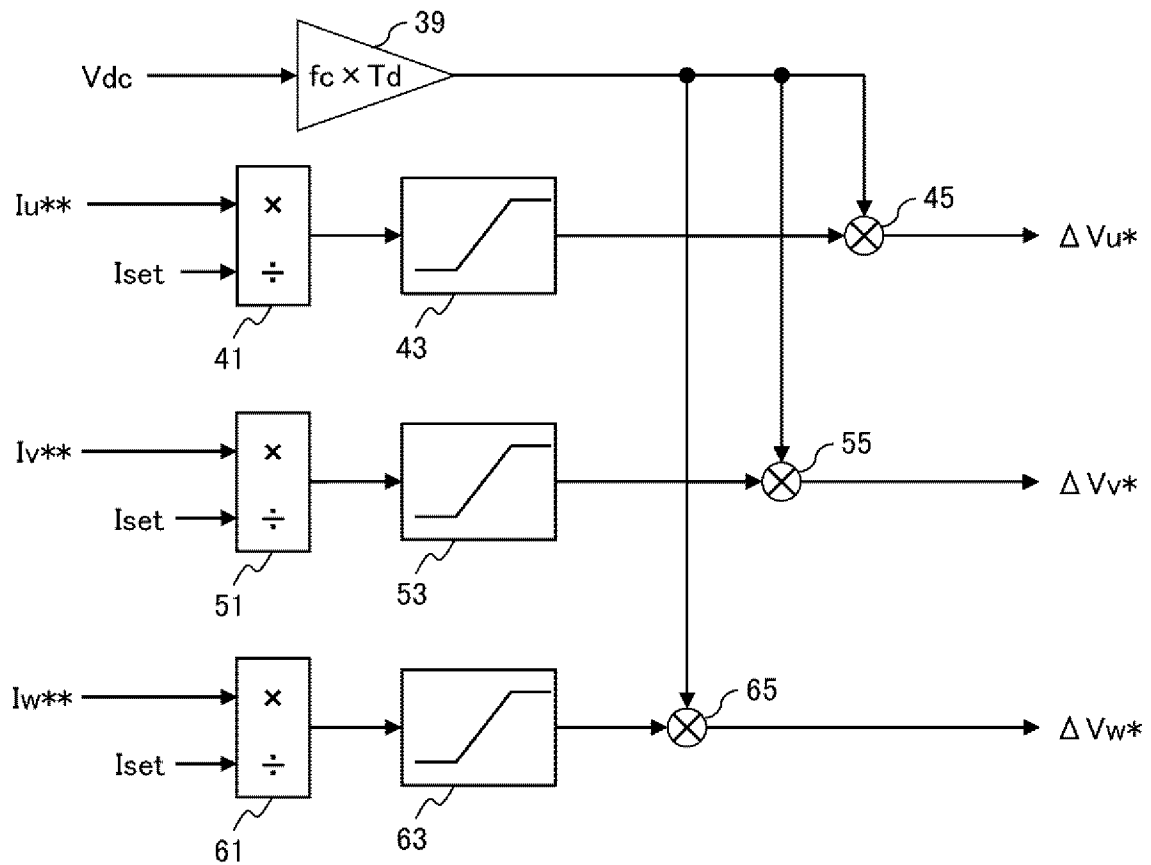 39
Vdc
fc × Td
Iu**
×
45
ΔVu*
Iset
÷
41
43
Iv**
×
55
ΔVv*
Iset
÷
51
53
Iw**
×
65
ΔVw*
Iset
÷
61
63